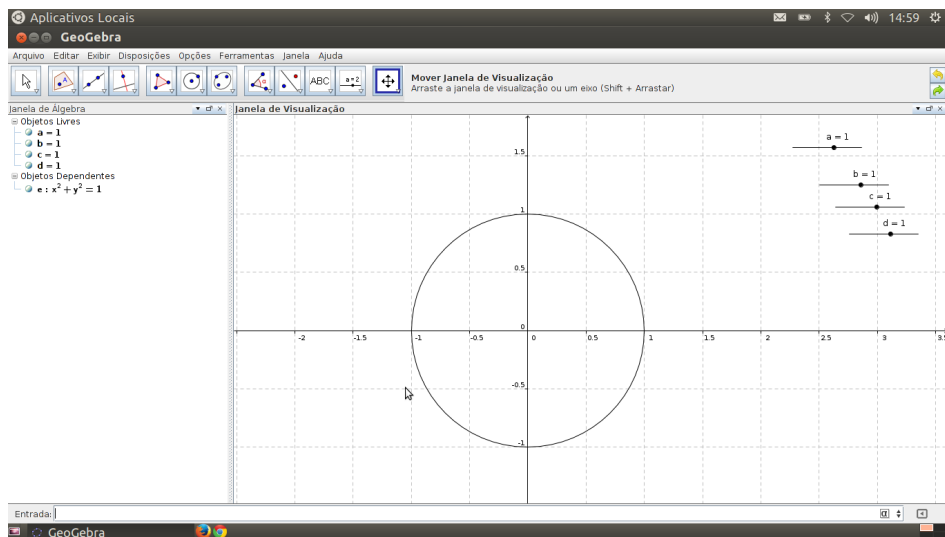 Aplicativos Locais 14:59
GeoGebra
Arquivo Editar Exibir Disposições Opções Ferramentas Janela Ajuda
A ABC a=2 Mover Janela de Visualização
Arraste a janela de visualização ou um eixo (Shift + Arrastar)
Janela de Álgebra
Objetos Livres
a = 1
b = 1
c = 1
d = 1
Objetos Dependentes
e : x² + y² = 1
Janela de Visualização
a = 1
b = 1
c = 1
d = 1
1.5
1
0.5
0
-0.5
-1
-2 -1.5 -1 -0.5 0 0.5 1 1.5 2 2.5 3 3.5
Entrada: α
GeoGebra